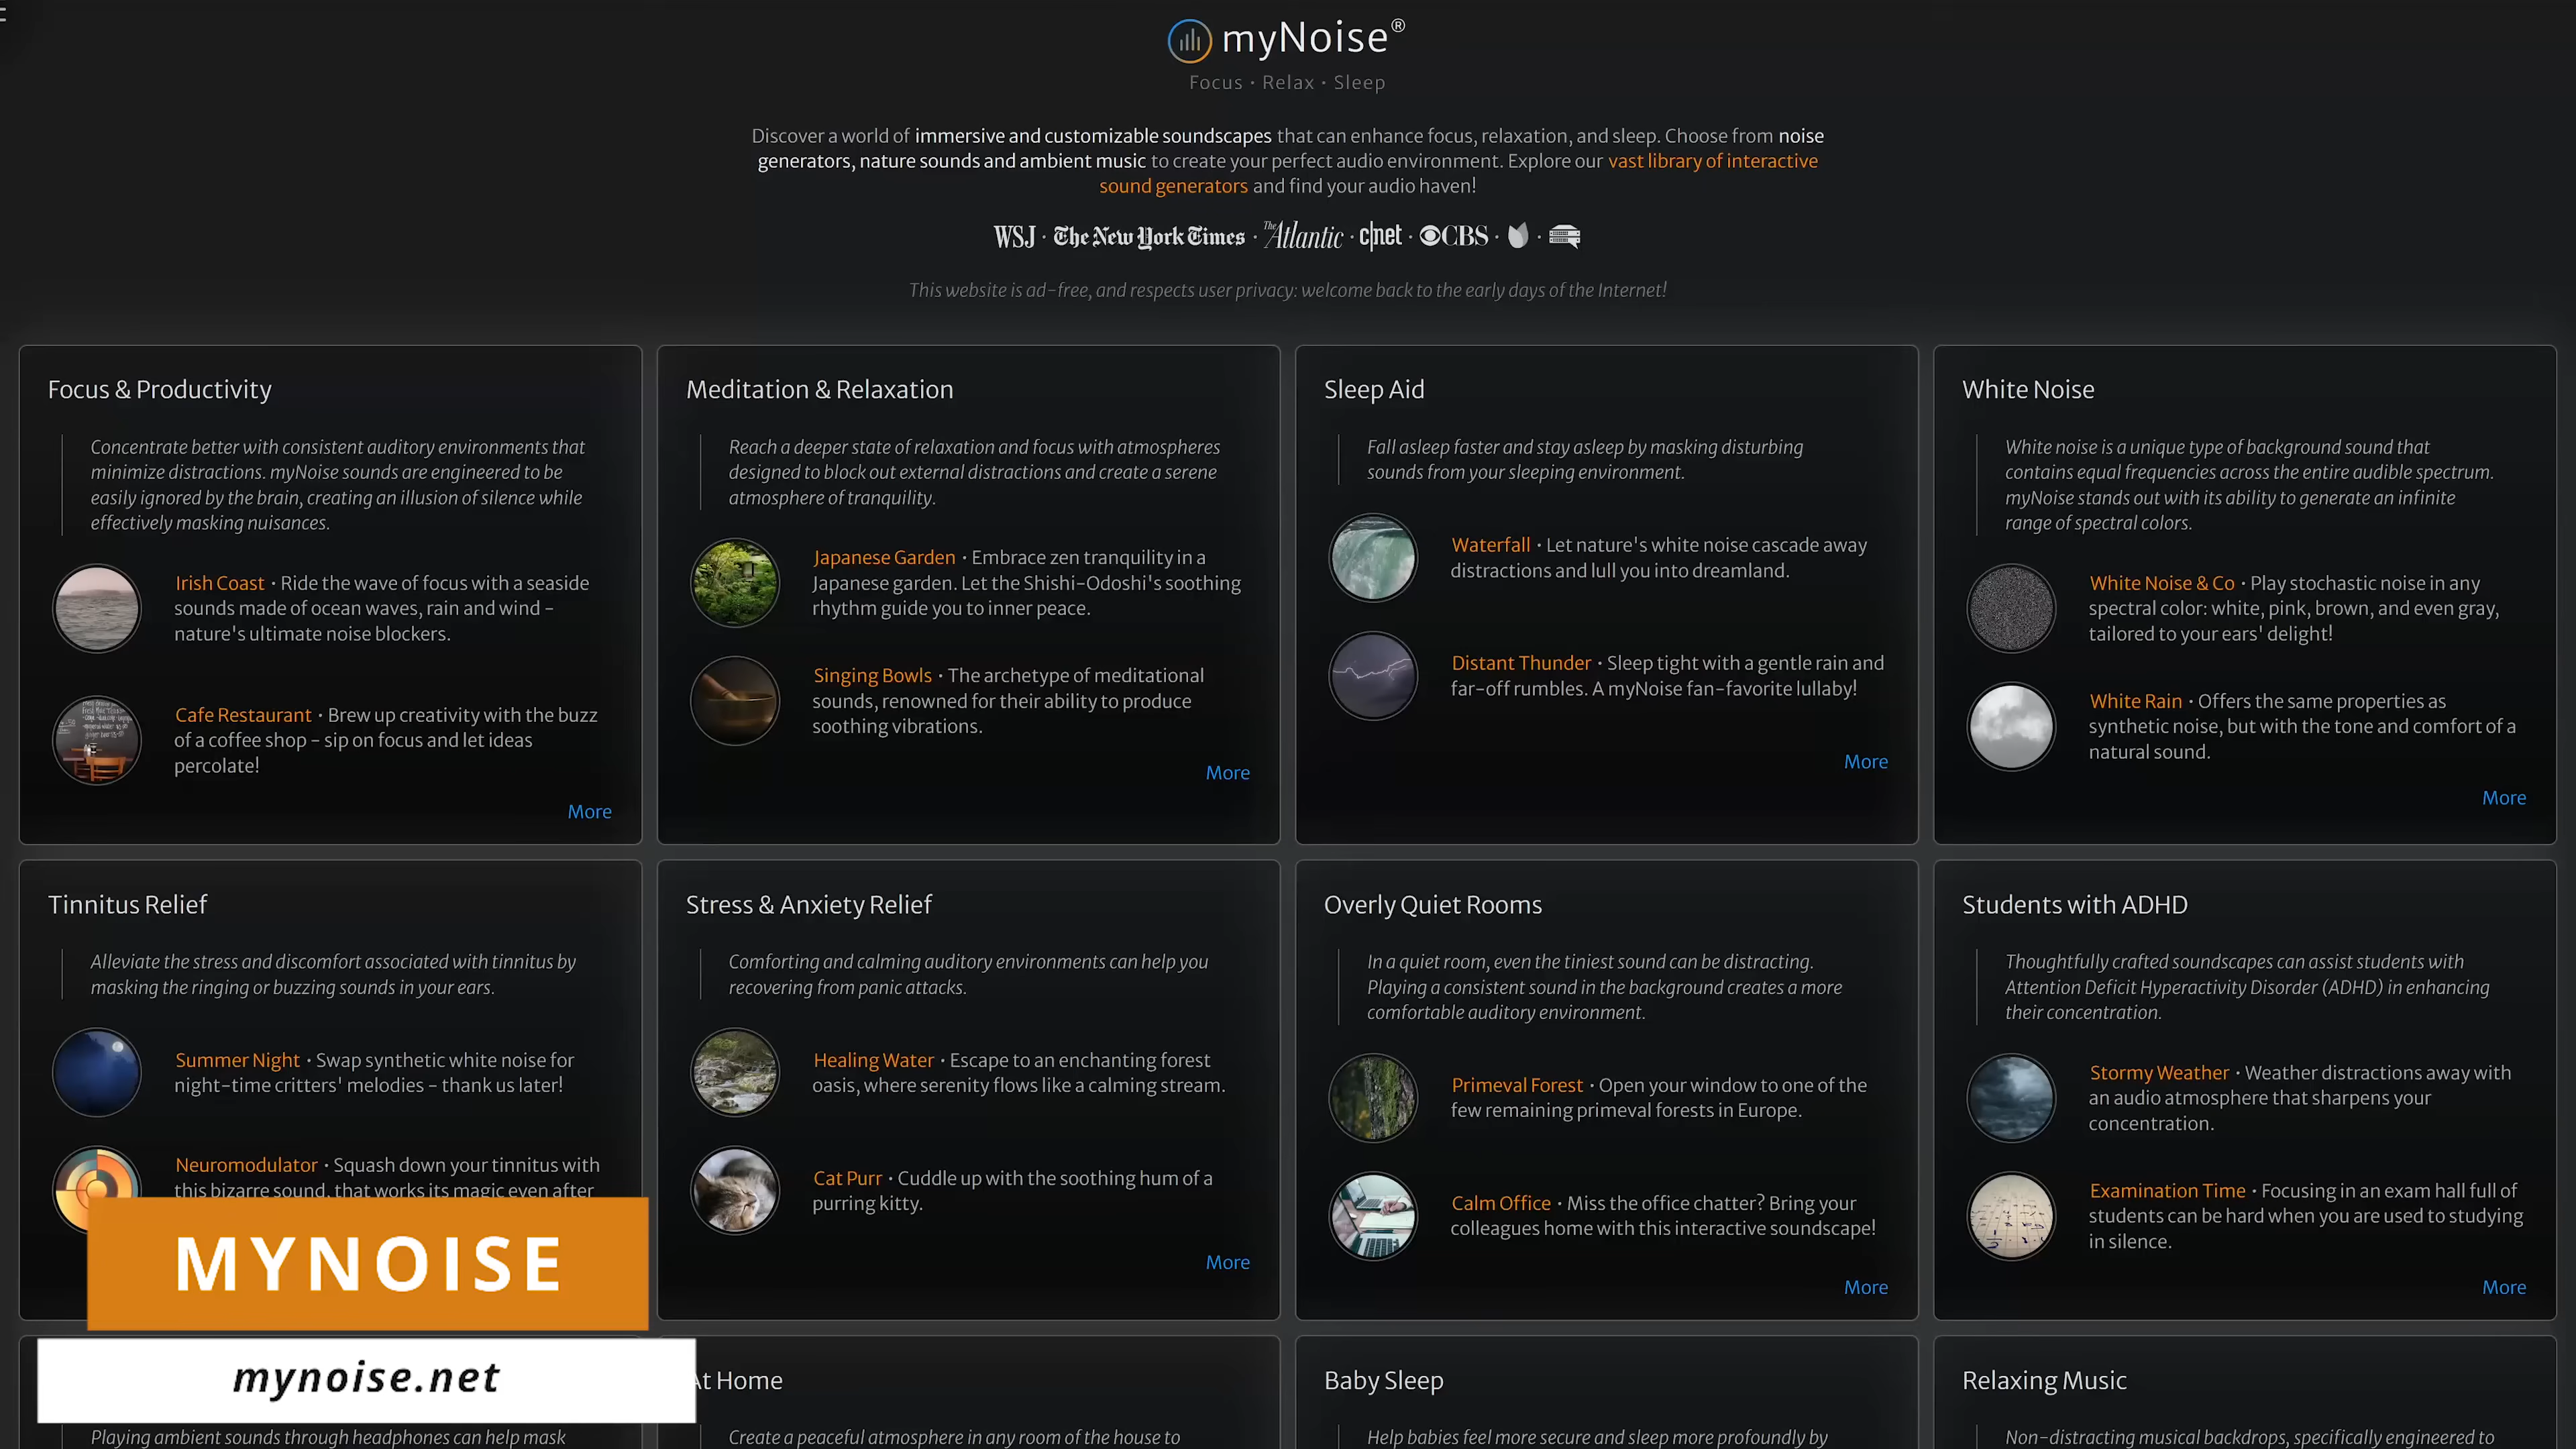 myNoise®
Focus · Relax · Sleep
Discover a world of immersive and customizable soundscapes that can enhance focus, relaxation, and sleep. Choose from noise
generators, nature sounds and ambient music to create your perfect audio environment. Explore our vast library of interactive
sound generators and find your audio haven!
WSJ · The New York Times · The Atlantic · c|net · CBS · ·
This website is ad-free, and respects user privacy: welcome back to the early days of the Internet!
Focus & Productivity
Concentrate better with consistent auditory environments that
minimize distractions. myNoise sounds are engineered to be
easily ignored by the brain, creating an illusion of silence while
effectively masking nuisances.
Irish Coast · Ride the wave of focus with a seaside
sounds made of ocean waves, rain and wind –
nature's ultimate noise blockers.
Cafe Restaurant · Brew up creativity with the buzz
of a coffee shop – sip on focus and let ideas
percolate!
More
Meditation & Relaxation
Reach a deeper state of relaxation and focus with atmospheres
designed to block out external distractions and create a serene
atmosphere of tranquility.
Japanese Garden · Embrace zen tranquility in a
Japanese garden. Let the Shishi-Odoshi's soothing
rhythm guide you to inner peace.
Singing Bowls · The archetype of meditational
sounds, renowned for their ability to produce
soothing vibrations.
More
Sleep Aid
Fall asleep faster and stay asleep by masking disturbing
sounds from your sleeping environment.
Waterfall · Let nature's white noise cascade away
distractions and lull you into dreamland.
Distant Thunder · Sleep tight with a gentle rain and
far-off rumbles. A myNoise fan-favorite lullaby!
More
White Noise
White noise is a unique type of background sound that
contains equal frequencies across the entire audible spectrum.
myNoise stands out with its ability to generate an infinite
range of spectral colors.
White Noise & Co · Play stochastic noise in any
spectral color: white, pink, brown, and even gray,
tailored to your ears' delight!
White Rain · Offers the same properties as
synthetic noise, but with the tone and comfort of a
natural sound.
More
Tinnitus Relief
Alleviate the stress and discomfort associated with tinnitus by
masking the ringing or buzzing sounds in your ears.
Summer Night · Swap synthetic white noise for
night-time critters' melodies – thank us later!
Neuromodulator · Squash down your tinnitus with
this bizarre sound, that works its magic even after
Stress & Anxiety Relief
Comforting and calming auditory environments can help you
recovering from panic attacks.
Healing Water · Escape to an enchanting forest
oasis, where serenity flows like a calming stream.
Cat Purr · Cuddle up with the soothing hum of a
purring kitty.
More
Overly Quiet Rooms
In a quiet room, even the tiniest sound can be distracting.
Playing a consistent sound in the background creates a more
comfortable auditory environment.
Primeval Forest · Open your window to one of the
few remaining primeval forests in Europe.
Calm Office · Miss the office chatter? Bring your
colleagues home with this interactive soundscape!
More
Students with ADHD
Thoughtfully crafted soundscapes can assist students with
Attention Deficit Hyperactivity Disorder (ADHD) in enhancing
their concentration.
Stormy Weather · Weather distractions away with
an audio atmosphere that sharpens your
concentration.
Examination Time · Focusing in an exam hall full of
students can be hard when you are used to studying
in silence.
More
MYNOISE
mynoise.net
Playing ambient sounds through headphones can help mask
At Home
Create a peaceful atmosphere in any room of the house to
Baby Sleep
Help babies feel more secure and sleep more profoundly by
Relaxing Music
Non-distracting musical backdrops, specifically engineered to